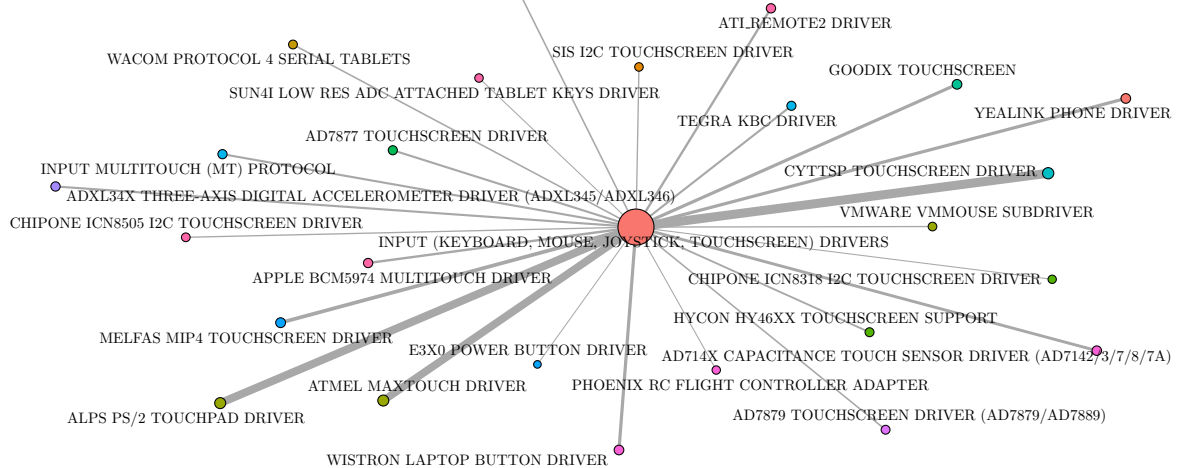 ATI_REMOTE2 DRIVER
SIS I2C TOUCHSCREEN DRIVER
WACOM PROTOCOL 4 SERIAL TABLETS
GOODIX TOUCHSCREEN
SUN4I LOW RES ADC ATTACHED TABLET KEYS DRIVER
YEALINK PHONE DRIVER
TEGRA KBC DRIVER
AD7877 TOUCHSCREEN DRIVER
INPUT MULTITOUCH (MT) PROTOCOL
CYTTSP TOUCHSCREEN DRIVER
ADXL34X THREE-AXIS DIGITAL ACCELEROMETER DRIVER (ADXL345/ADXL346)
VMWARE VMMOUSE SUBDRIVER
CHIPONE ICN8505 I2C TOUCHSCREEN DRIVER
INPUT (KEYBOARD, MOUSE, JOYSTICK, TOUCHSCREEN) DRIVERS
APPLE BCM5974 MULTITOUCH DRIVER
CHIPONE ICN8318 I2C TOUCHSCREEN DRIVER
HYCON HY46XX TOUCHSCREEN SUPPORT
MELFAS MIP4 TOUCHSCREEN DRIVER
E3X0 POWER BUTTON DRIVER
AD714X CAPACITANCE TOUCH SENSOR DRIVER (AD7142/3/7/8/7A)
ATMEL MAXTOUCH DRIVER
PHOENIX RC FLIGHT CONTROLLER ADAPTER
ALPS PS/2 TOUCHPAD DRIVER
AD7879 TOUCHSCREEN DRIVER (AD7879/AD7889)
WISTRON LAPTOP BUTTON DRIVER